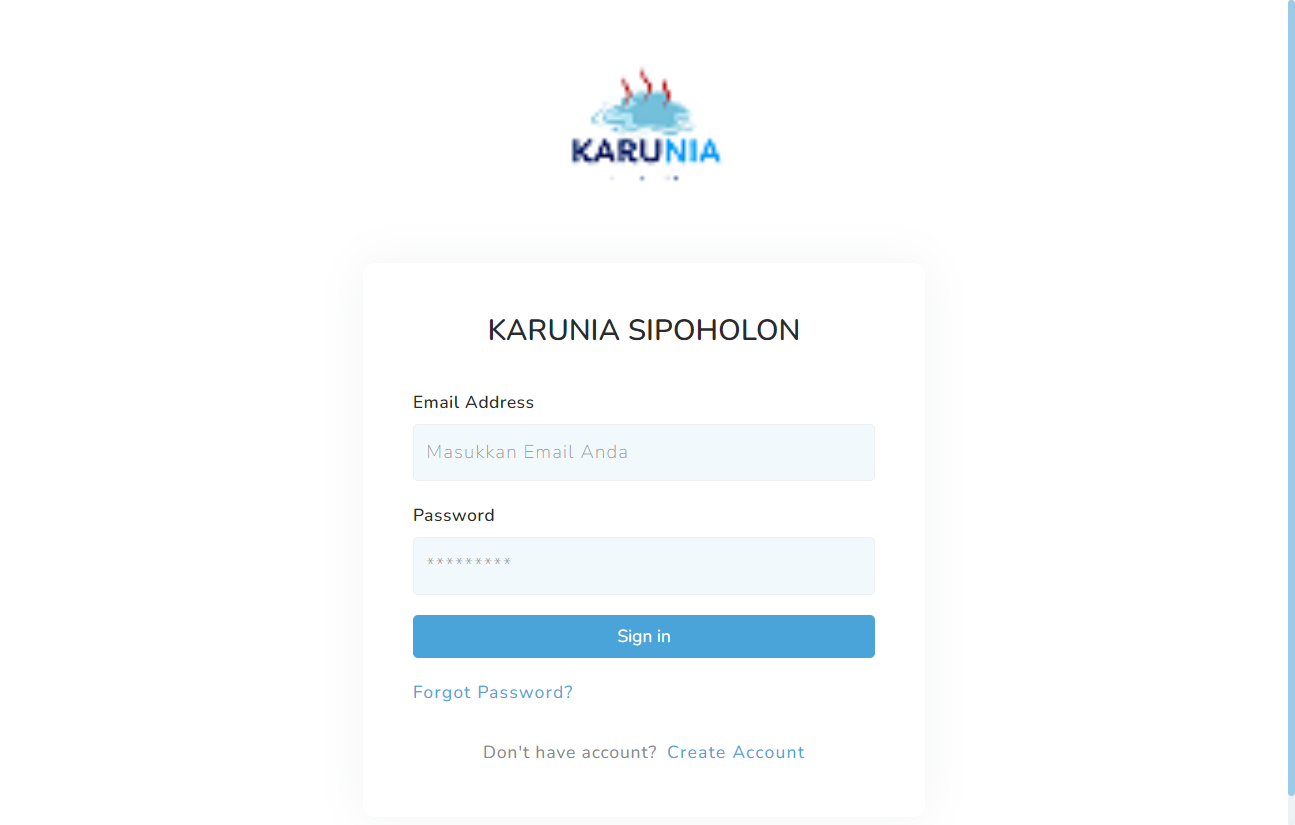 KARUNIA
KARUNIA SIPOHOLON
Email Address
Masukkan Email Anda
Password
*********
Sign in
Forgot Password?
Don't have account? Create Account